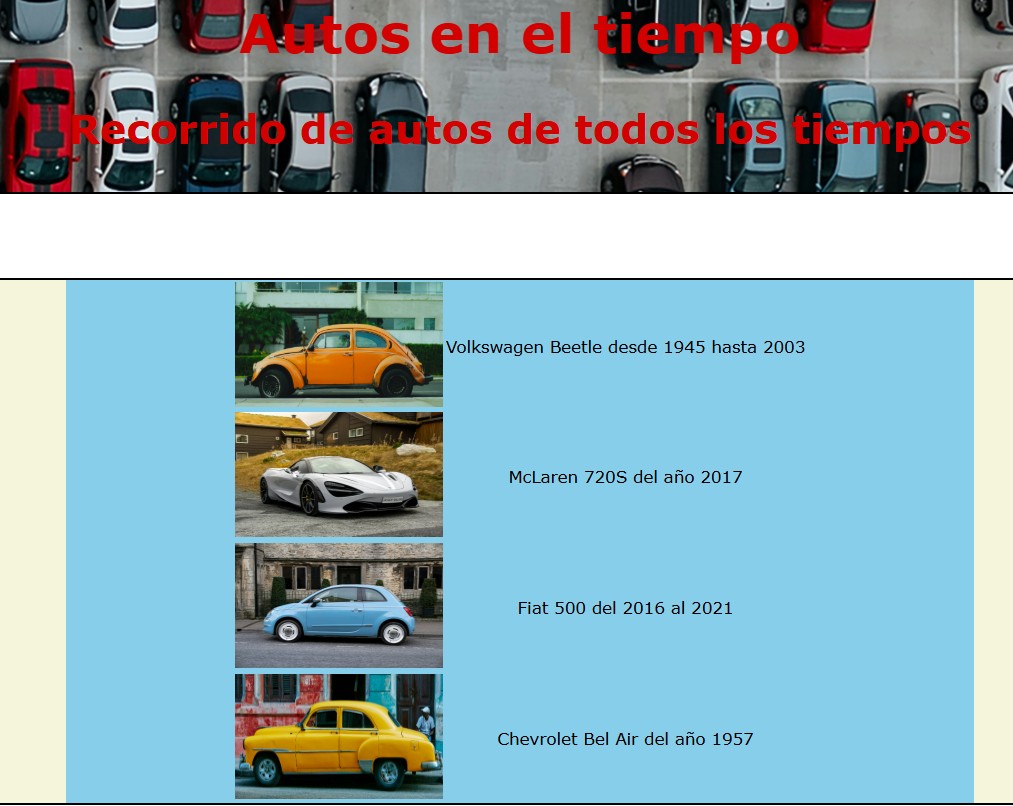 Autos en el tiempo
Recorrido de autos de todos los tiempos
Volkswagen Beetle desde 1945 hasta 2003
McLaren 720S del año 2017
Fiat 500 del 2016 al 2021
Chevrolet Bel Air del año 1957